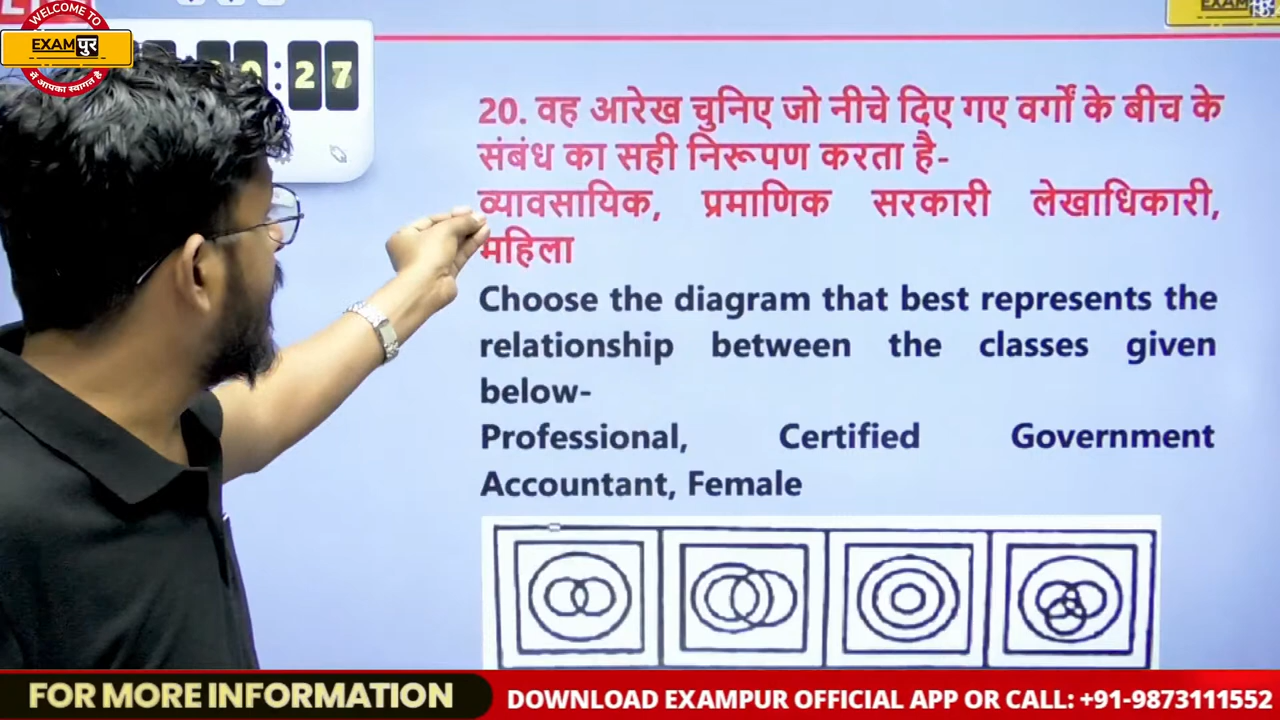 WELCOME TO
EXAMपुर
में आपका स्वागत है
27
EXAM
20. वह आरेख चुनिए जो नीचे दिए गए वर्गों के बीच के
संबंध का सही निरूपण करता है-
व्यावसायिक, प्रमाणिक सरकारी लेखाधिकारी,
महिला
Choose the diagram that best represents the
relationship between the classes given
below-
Professional, Certified Government
Accountant, Female
FOR MORE INFORMATION
DOWNLOAD EXAMPUR OFFICIAL APP OR CALL: +91-9873111552